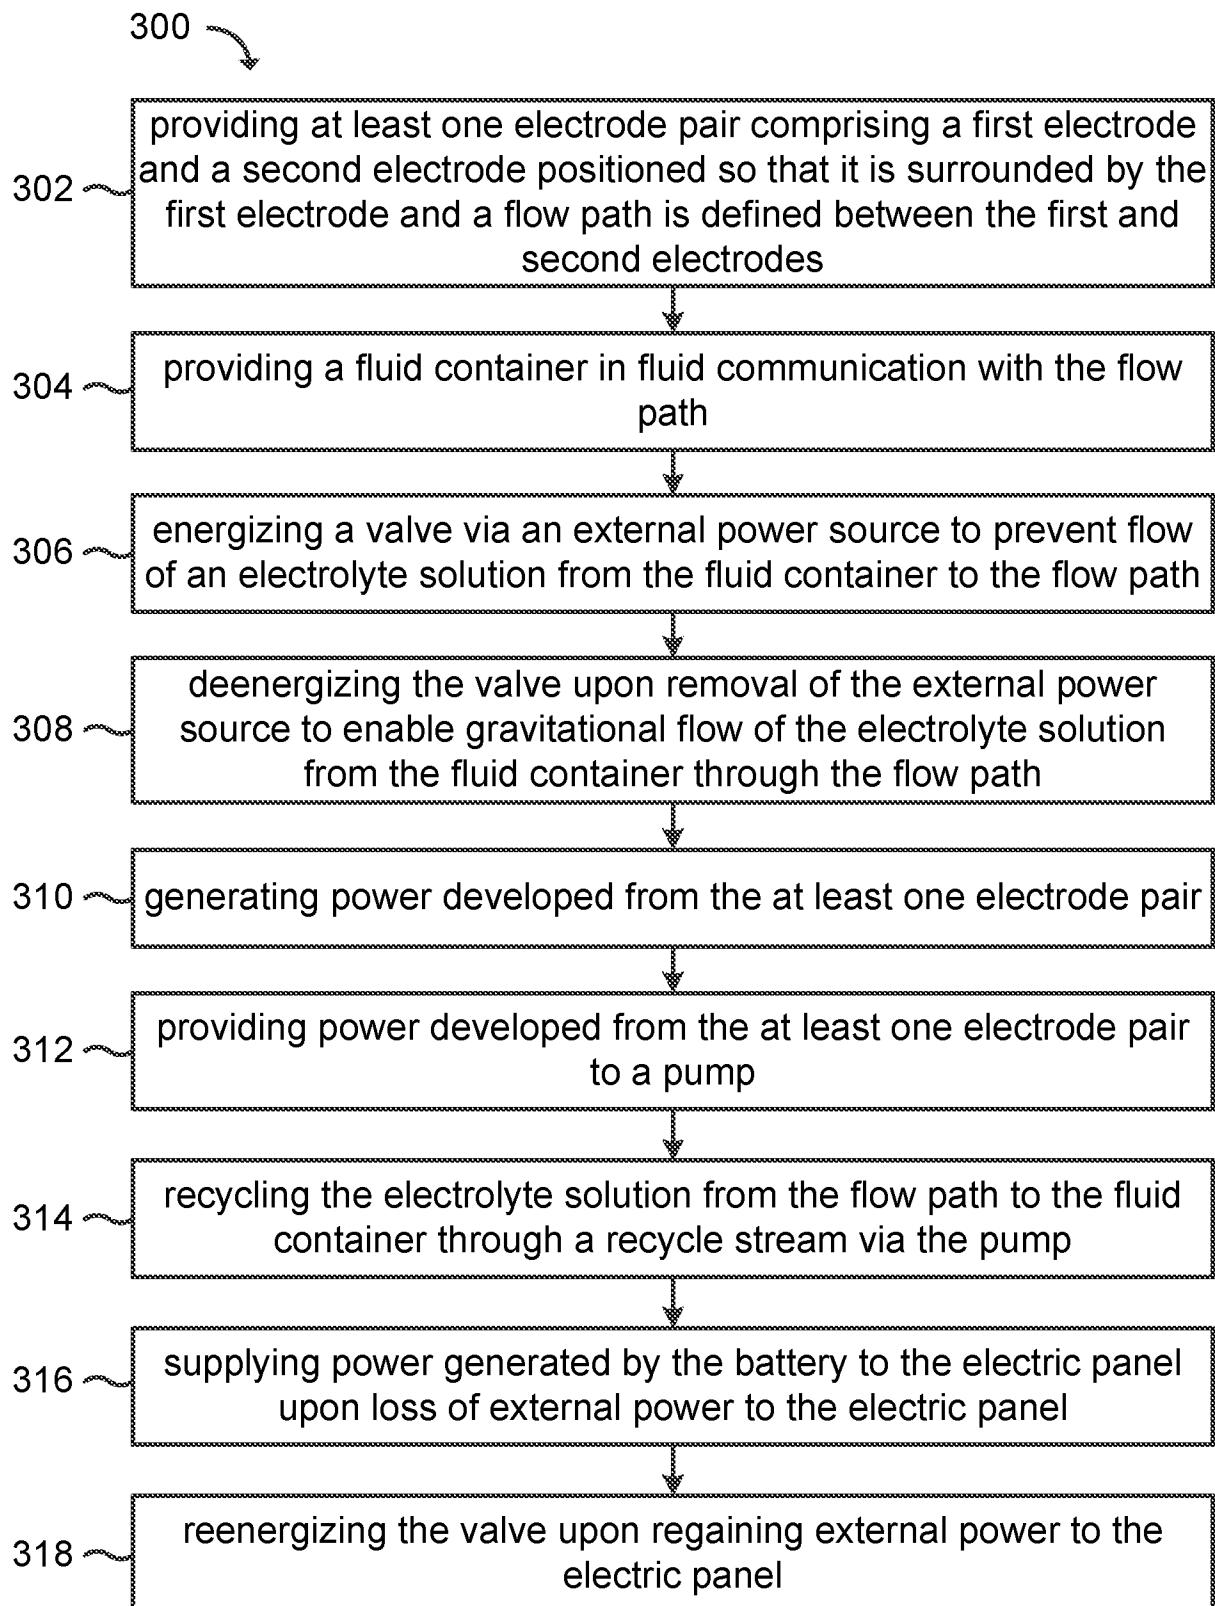 300
302
providing at least one electrode pair comprising a first electrode
and a second electrode positioned so that it is surrounded by the
first electrode and a flow path is defined between the first and
second electrodes
304
providing a fluid container in fluid communication with the flow
path
306
energizing a valve via an external power source to prevent flow
of an electrolyte solution from the fluid container to the flow path
308
deenergizing the valve upon removal of the external power
source to enable gravitational flow of the electrolyte solution
from the fluid container through the flow path
310
generating power developed from the at least one electrode pair
312
providing power developed from the at least one electrode pair
to a pump
314
recycling the electrolyte solution from the flow path to the fluid
container through a recycle stream via the pump
316
supplying power generated by the battery to the electric panel
upon loss of external power to the electric panel
318
reenergizing the valve upon regaining external power to the
electric panel